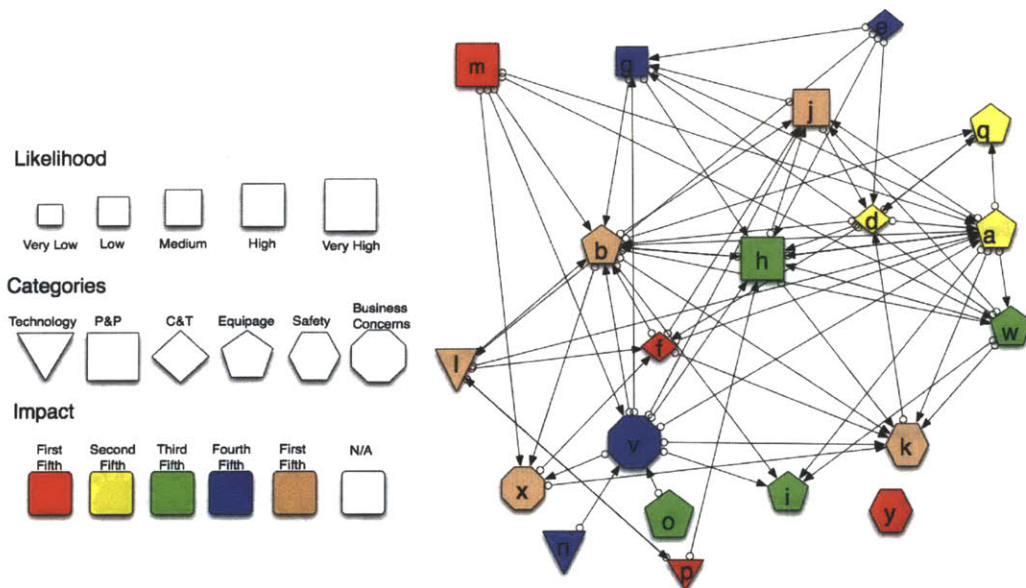 Likelihood
Very Low Low Medium High Very High
Categories
Technology P&P C&T Equipage Safety Business
Concerns
Impact
First Second Third Fourth First N/A
Fifth Fifth Fifth Fifth Fifth
m
g
e
j
q
d
a
b
h
w
l
f
v
k
x
i
o
y
n
p